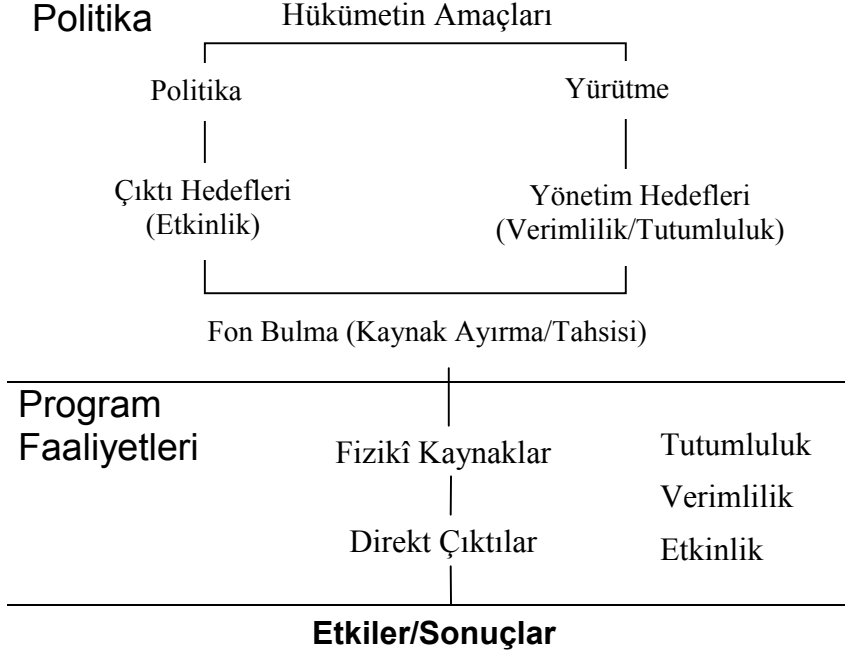 Politika
Hükümetin Amaçları
Politika
Yürütme
Çıktı Hedefleri
(Etkinlik)
Yönetim Hedefleri
(Verimlilik/Tutumluluk)
Fon Bulma (Kaynak Ayırma/Tahsisi)
Program
Faaliyetleri
Fizikî Kaynaklar
Direkt Çıktılar
Tutumluluk
Verimlilik
Etkinlik
Etkiler/Sonuçlar